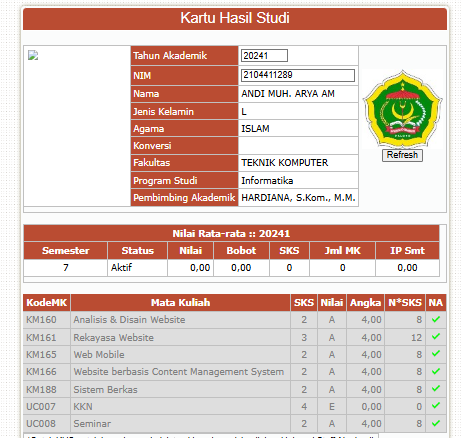 Kartu Hasil Studi
Tahun Akademik 20241
NIM 2104411289
Nama ANDI MUH. ARYA AM
Jenis Kelamin L
Agama ISLAM
Konversi
Fakultas TEKNIK KOMPUTER
Program Studi Informatika
Pembimbing Akademik HARDIANA, S.Kom., M.M.
Refresh
Nilai Rata-rata :: 20241
Semester Status Nilai Bobot SKS Jml MK IP Smt
7 Aktif 0,00 0,00 0 0 0,00
KodeMK Mata Kuliah SKS Nilai Angka N*SKS NA
KM160 Analisis & Disain Website 2 A 4,00 8
KM161 Rekayasa Website 3 A 4,00 12
KM165 Web Mobile 2 A 4,00 8
KM166 Website berbasis Content Management System 2 A 4,00 8
KM188 Sistem Berkas 2 A 4,00 8
UC007 KKN 4 E 0,00 0
UC008 Seminar 2 A 4,00 8